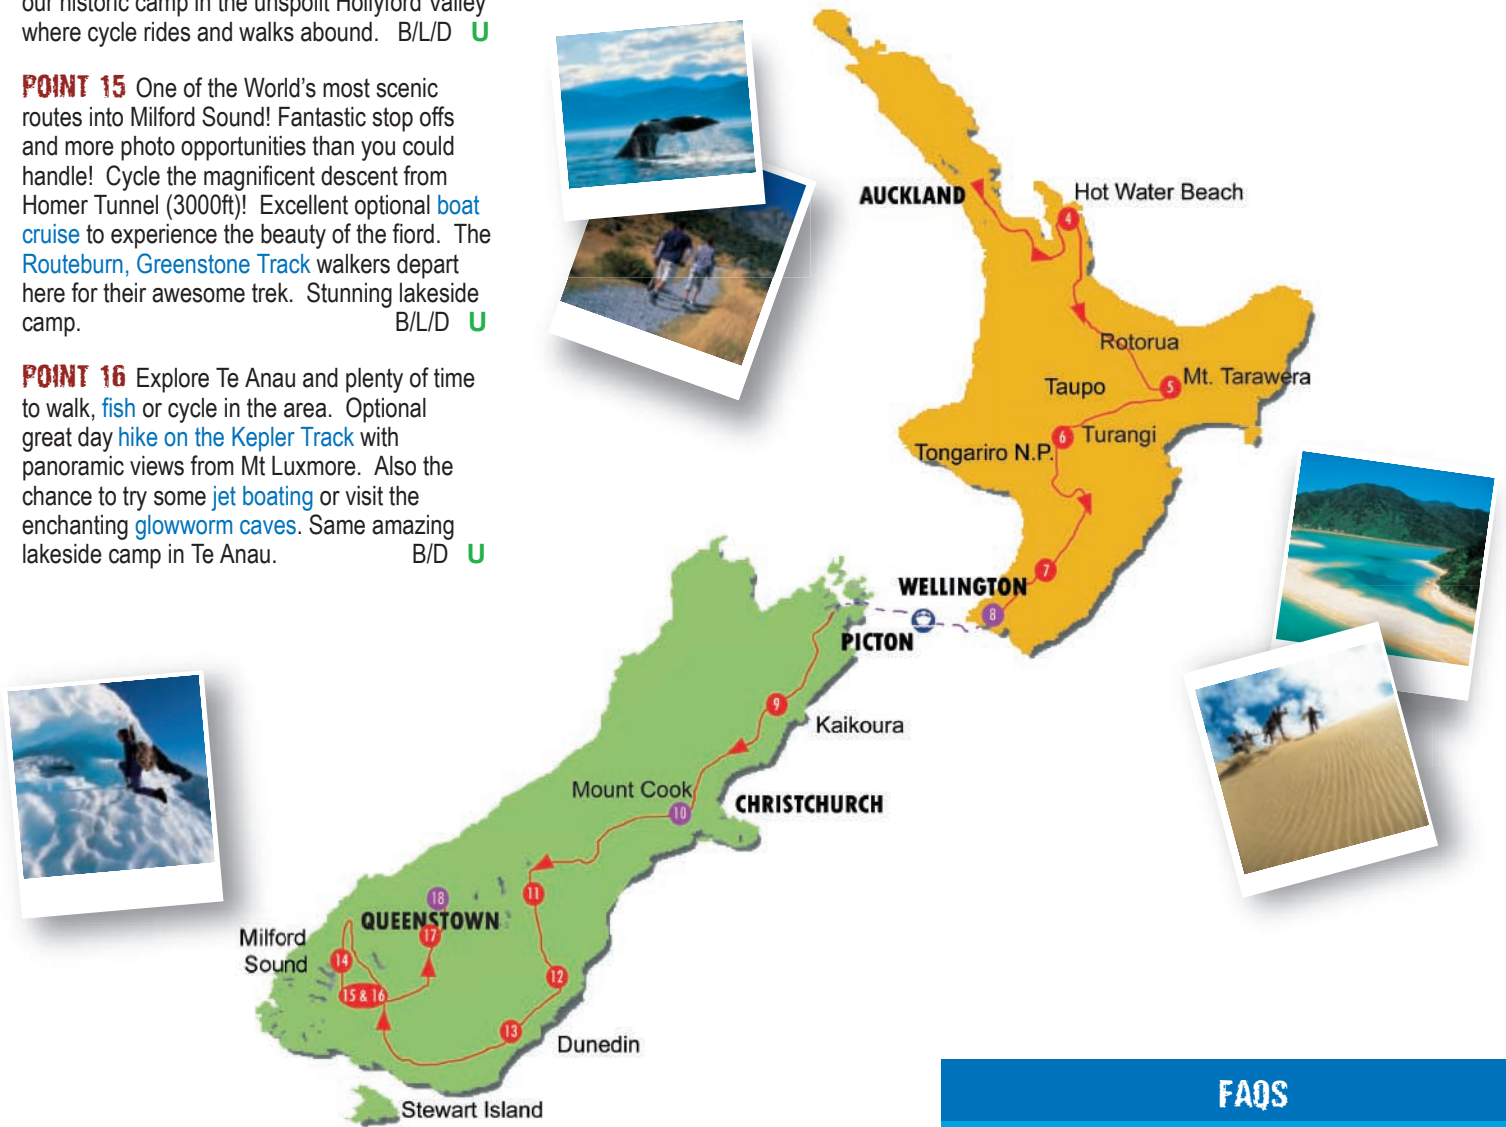 our historic camp in the unspoilt Hollyford Valley
where cycle rides and walks abound. B/L/D U
POINT 15 One of the World's most scenic
routes into Milford Sound! Fantastic stop offs
and more photo opportunities than you could
handle! Cycle the magnificent descent from
Homer Tunnel (3000ft)! Excellent optional boat
cruise to experience the beauty of the fiord. The
Routeburn, Greenstone Track walkers depart
here for their awesome trek. Stunning lakeside
camp. B/L/D U
POINT 16 Explore Te Anau and plenty of time
to walk, fish or cycle in the area. Optional
great day hike on the Kepler Track with
panoramic views from Mt Luxmore. Also the
chance to try some jet boating or visit the
enchanting glowworm caves. Same amazing
lakeside camp in Te Anau. B/D U
AUCKLAND
Hot Water Beach
4
Rotorua
Taupo
5
Mt. Tarawera
6
Turangi
Tongariro N.P.
7
WELLINGTON
8
PICTON
9
Kaikoura
Mount Cook
10
CHRISTCHURCH
11
18
QUEENSTOWN
17
Milford
Sound
14
15 & 16
12
13
Dunedin
Stewart Island
FAQS